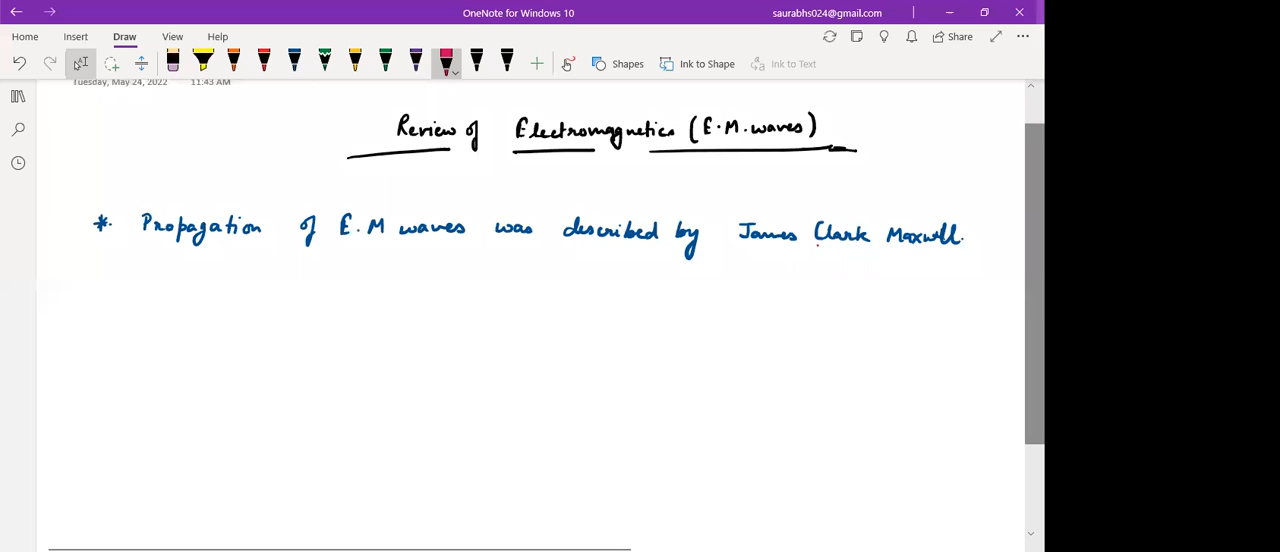 OneNote for Windows 10
saurabhs024@gmail.com
Home Insert Draw View Help
Share
Shapes Ink to Shape Ink to Text
Tuesday, May 24, 2022 11:43 AM
Review of Electromagnetics (E.M.waves)
* Propagation of E.M waves was described by James Clark Maxwell.